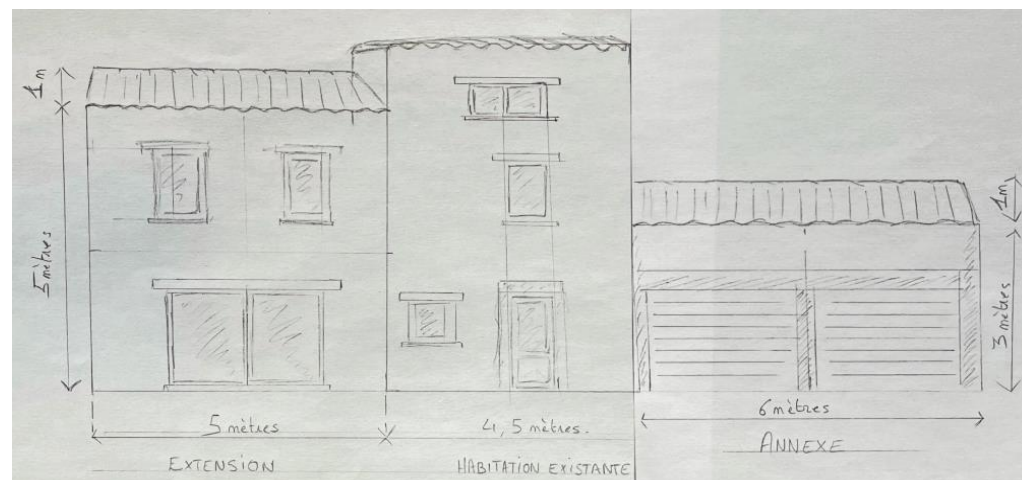 1m
5 mètres
5 mètres
4,5 mètres.
6 mètres
1m
3 mètres
EXTENSION
HABITATION EXISTANTE
ANNEXE